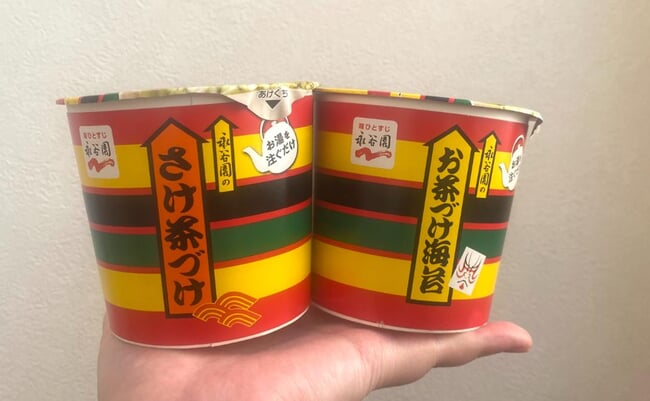 あけくち
味ひとすじ
永谷園
永谷園の
さけ茶づけ
お湯を
注ぐだけ
味ひとすじ
永谷園
永谷園の
お茶づけ海苔